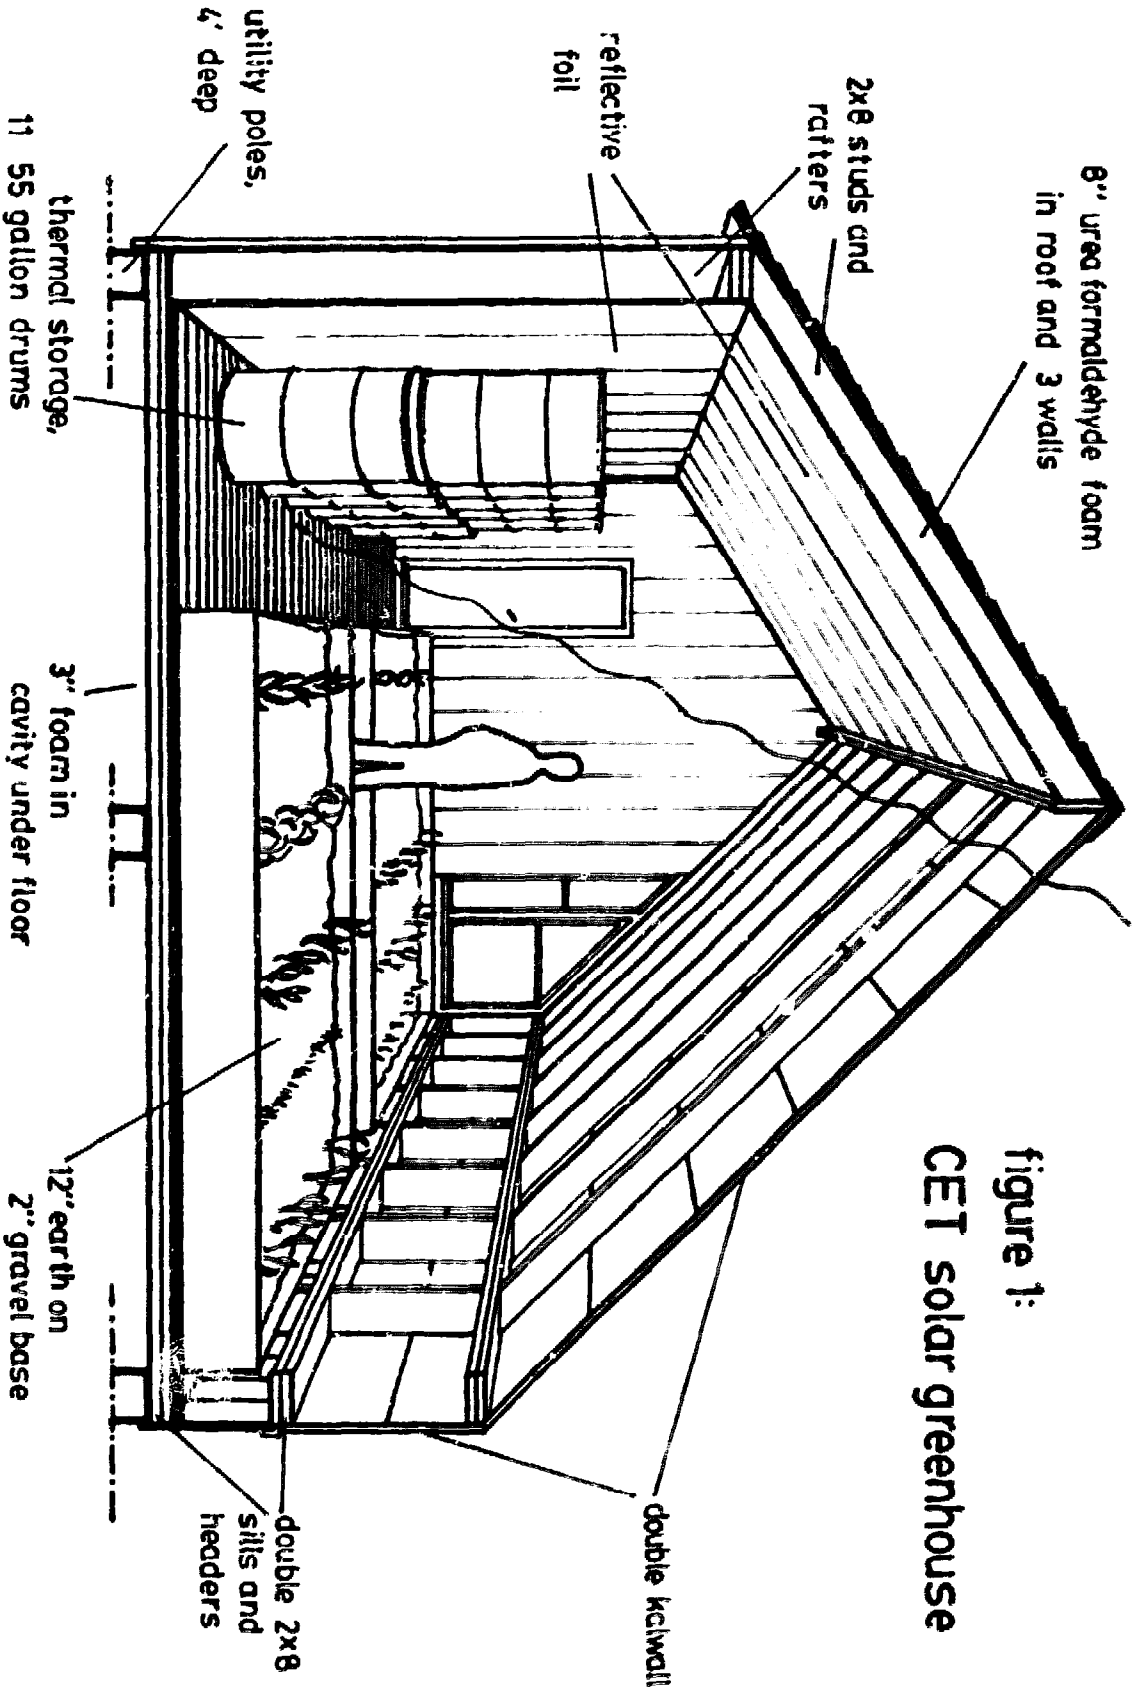 figure 1:
CET solar greenhouse
8" urea formaldehyde foam
in roof and 3 walls
2x8 studs and
rafters
reflective
foil
utility poles,
4' deep
thermal storage,
11 55 gallon drums
3" foam in
cavity under floor
12" earth on
2" gravel base
double 2x8
sills and
headers
double kalwall